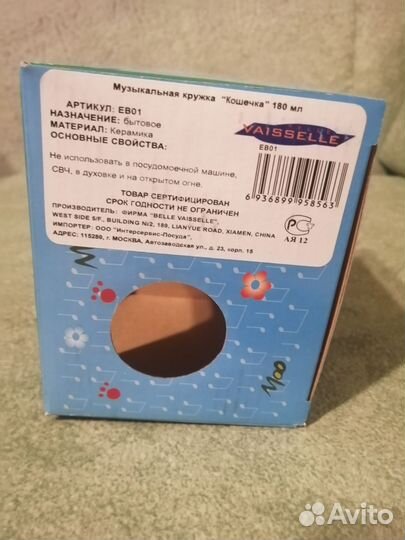 Музыкальная кружка "Кошечка" 180 мл
АРТИКУЛ: EB01
НАЗНАЧЕНИЕ: бытовое
МАТЕРИАЛ: Керамика
ОСНОВНЫЕ СВОЙСТВА:
VAISSELLE
EB01
Не использовать в посудомоечной машине,
СВЧ, в духовке и на открытом огне.
6936899958563
ТОВАР СЕРТИФИЦИРОВАН
СРОК ГОДНОСТИ НЕ ОГРАНИЧЕН
ПРОИЗВОДИТЕЛЬ: ФИРМА "BELLE VAISSELLE",
WEST SIDE 5/F., BUILDING №2, 189, LIANYUE ROAD, XIAMEN, CHINA
ИМПОРТЕР: ООО "Интерсервис-Посуда".
АДРЕС: 115280, г. МОСКВА, Автозаводская ул., д. 23, корп. 15
АЯ 12
Moo
Avito